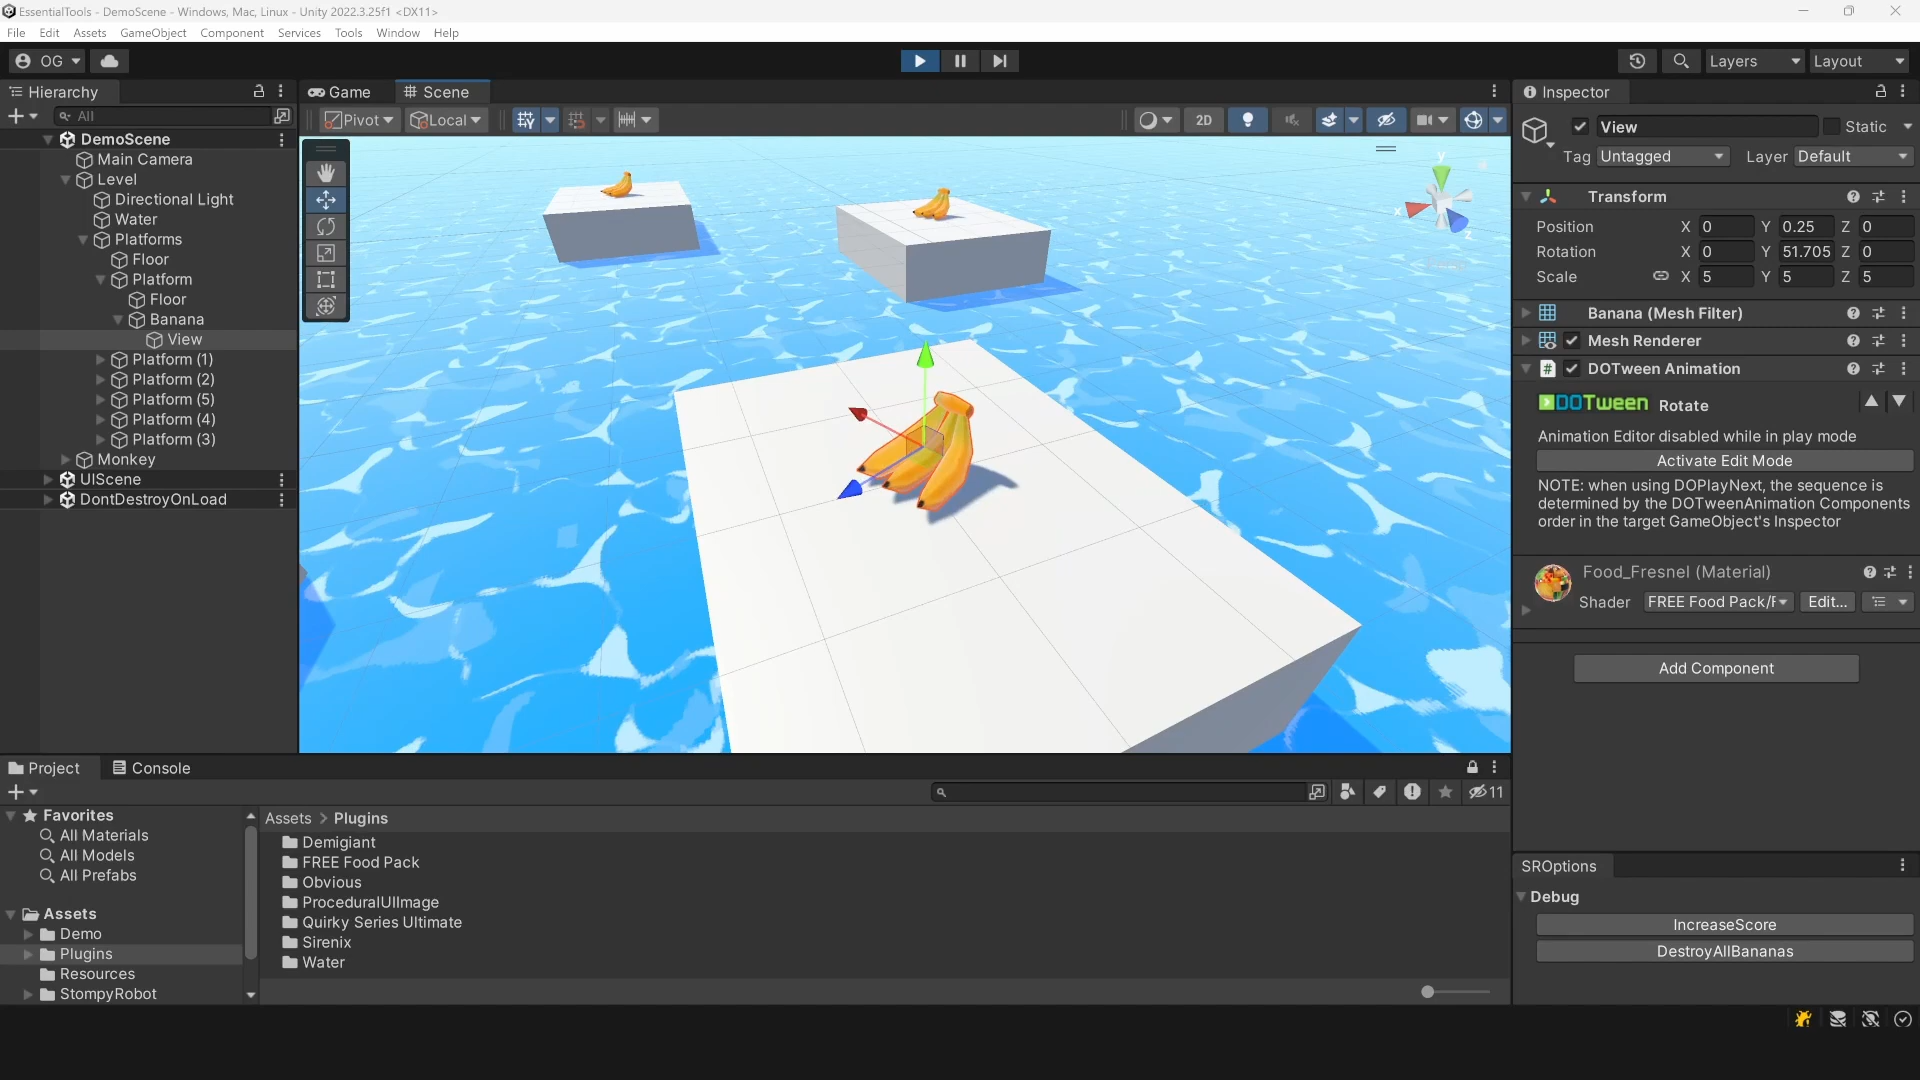 EssentialTools - DemoScene - Windows, Mac, Linux - Unity 2022.3.25f1 <DX11>
File Edit Assets GameObject Component Services Tools Window Help
OG
Layers
Layout
Hierarchy
All
DemoScene
Main Camera
Level
Directional Light
Water
Platforms
Floor
Platform
Floor
Banana
View
Platform (1)
Platform (2)
Platform (5)
Platform (4)
Platform (3)
Monkey
UIScene
DontDestroyOnLoad
Game
Scene
Pivot
Local
2D
y
x
z
Inspector
View
Static
Tag Untagged
Layer Default
Transform
Position X 0 Y 0.25 Z 0
Rotation X 0 Y 51.705 Z 0
Scale X 5 Y 5 Z 5
Banana (Mesh Filter)
Mesh Renderer
# DOTween Animation
DOTween Rotate
Animation Editor disabled while in play mode
Activate Edit Mode
NOTE: when using DOPlayNext, the sequence is
determined by the DOTweenAnimation Components
order in the target GameObject's Inspector
Food_Fresnel (Material)
Shader FREE Food Pack/F Edit...
Add Component
SROptions
Debug
IncreaseScore
DestroyAllBananas
Project
Console
11
Favorites
All Materials
All Models
All Prefabs
Assets
Demo
Plugins
Resources
StompyRobot
Assets > Plugins
Demigiant
FREE Food Pack
Obvious
ProceduralUIImage
Quirky Series Ultimate
Sirenix
Water